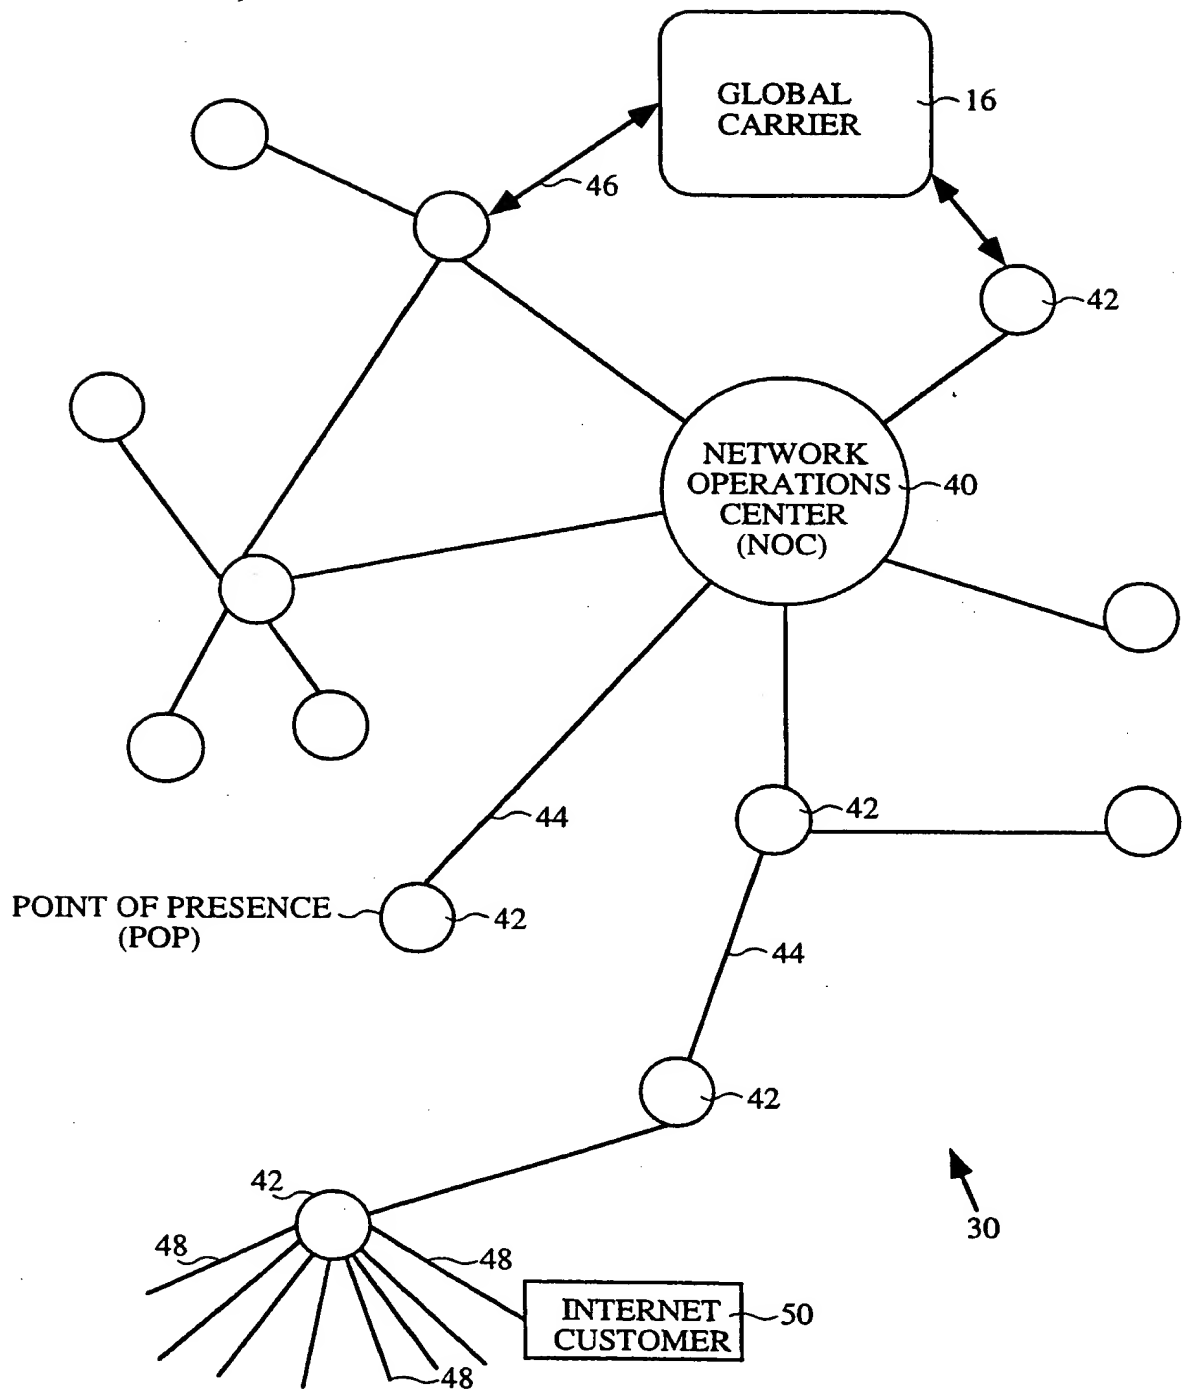 GLOBAL
CARRIER
16
46
42
NETWORK
OPERATIONS
CENTER
(NOC)
40
44
42
POINT OF PRESENCE
(POP)
42
44
42
42
30
48
48
INTERNET
CUSTOMER
50
48